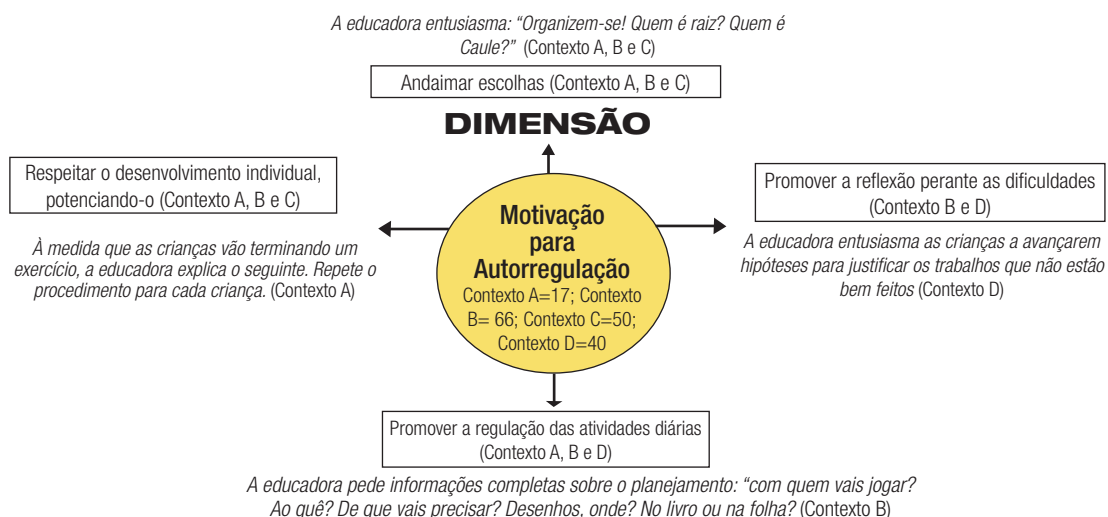 A educadora entusiasma: “Organizem-se! Quem é raiz? Quem é
Caule?” (Contexto A, B e C)
Andaimar escolhas (Contexto A, B e C)
DIMENSÃO
Respeitar o desenvolvimento individual,
potenciando-o (Contexto A, B e C)
À medida que as crianças vão terminando um
exercício, a educadora explica o seguinte. Repete o
procedimento para cada criança. (Contexto A)
Motivação
para
Autorregulação
Contexto A=17; Contexto
B= 66; Contexto C=50;
Contexto D=40
Promover a reflexão perante as dificuldades
(Contexto B e D)
A educadora entusiasma as crianças a avançarem
hipóteses para justificar os trabalhos que não estão
bem feitos (Contexto D)
Promover a regulação das atividades diárias
(Contexto A, B e D)
A educadora pede informações completas sobre o planejamento: “com quem vais jogar?
Ao quê? De que vais precisar? Desenhos, onde? No livro ou na folha? (Contexto B)